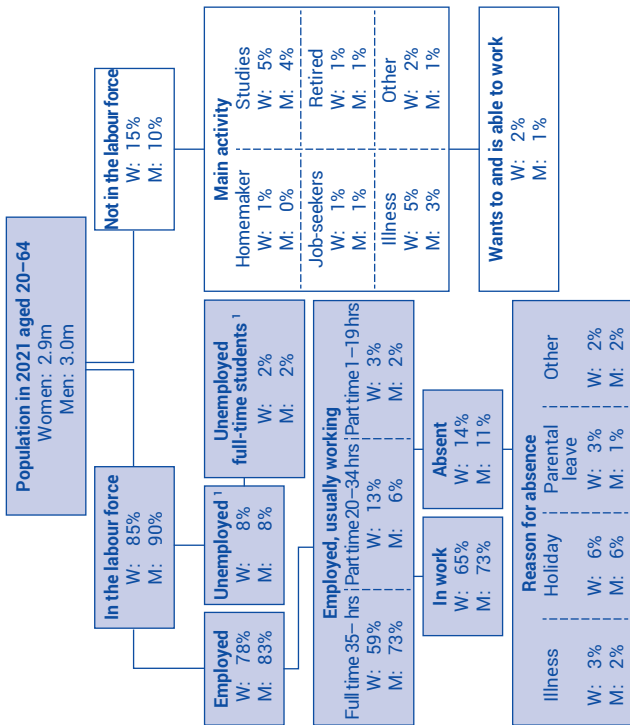 Population in 2021 aged 20–64
Women: 2.9m
Men: 3.0m
In the labour force
W: 85%
M: 90%
Not in the labour force
W: 15%
M: 10%
Employed
W: 78%
M: 83%
Unemployed ¹
W: 8%
M: 8%
Unemployed
full-time students ¹
W: 2%
M: 2%
Employed, usually working
Full time 35– hrs
W: 59%
M: 73%
Part time 20–34 hrs
W: 13%
M: 6%
Part time 1–19 hrs
W: 3%
M: 2%
In work
W: 65%
M: 73%
Absent
W: 14%
M: 11%
Reason for absence
Illness
W: 3%
M: 2%
Holiday
W: 6%
M: 6%
Parental
leave
W: 3%
M: 1%
Other
W: 2%
M: 2%
Main activity
Homemaker
W: 1%
M: 0%
Studies
W: 5%
M: 4%
Job-seekers
W: 1%
M: 1%
Retired
W: 1%
M: 1%
Illness
W: 5%
M: 3%
Other
W: 2%
M: 1%
Wants to and is able to work
W: 2%
M: 1%